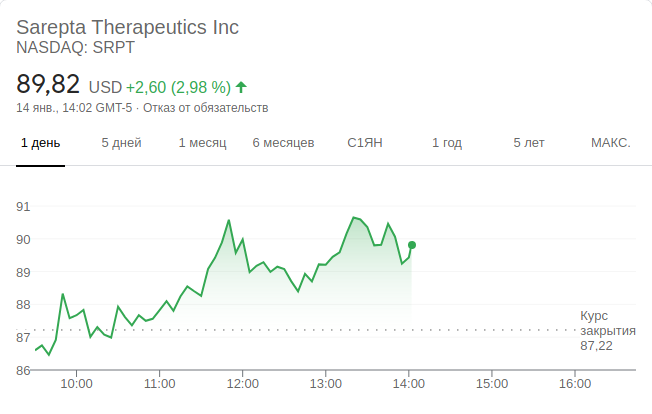 Sarepta Therapeutics Inc
NASDAQ: SRPT
89,82 USD +2,60 (2,98 %)
14 янв., 14:02 GMT-5 · Отказ от обязательств
1 день 5 дней 1 месяц 6 месяцев С1ЯН 1 год 5 лет МАКС.
91
90
89
88
87
86
Курс
закрытия
87,22
10:00 11:00 12:00 13:00 14:00 15:00 16:00